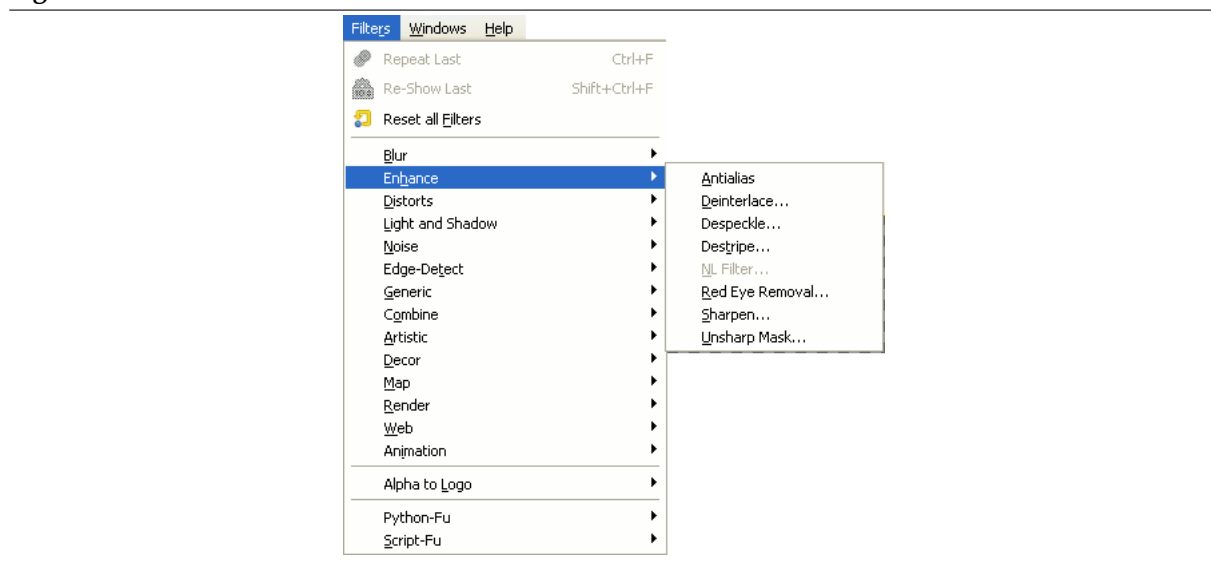 Filters Windows Help
Repeat Last Ctrl+F
Re-Show Last Shift+Ctrl+F
Reset all Filters
Blur
Enhance
Distorts
Light and Shadow
Noise
Edge-Detect
Generic
Combine
Artistic
Decor
Map
Render
Web
Animation
Alpha to Logo
Python-Fu
Script-Fu
Antialias
Deinterlace...
Despeckle...
Destripe...
NL Filter...
Red Eye Removal...
Sharpen...
Unsharp Mask...